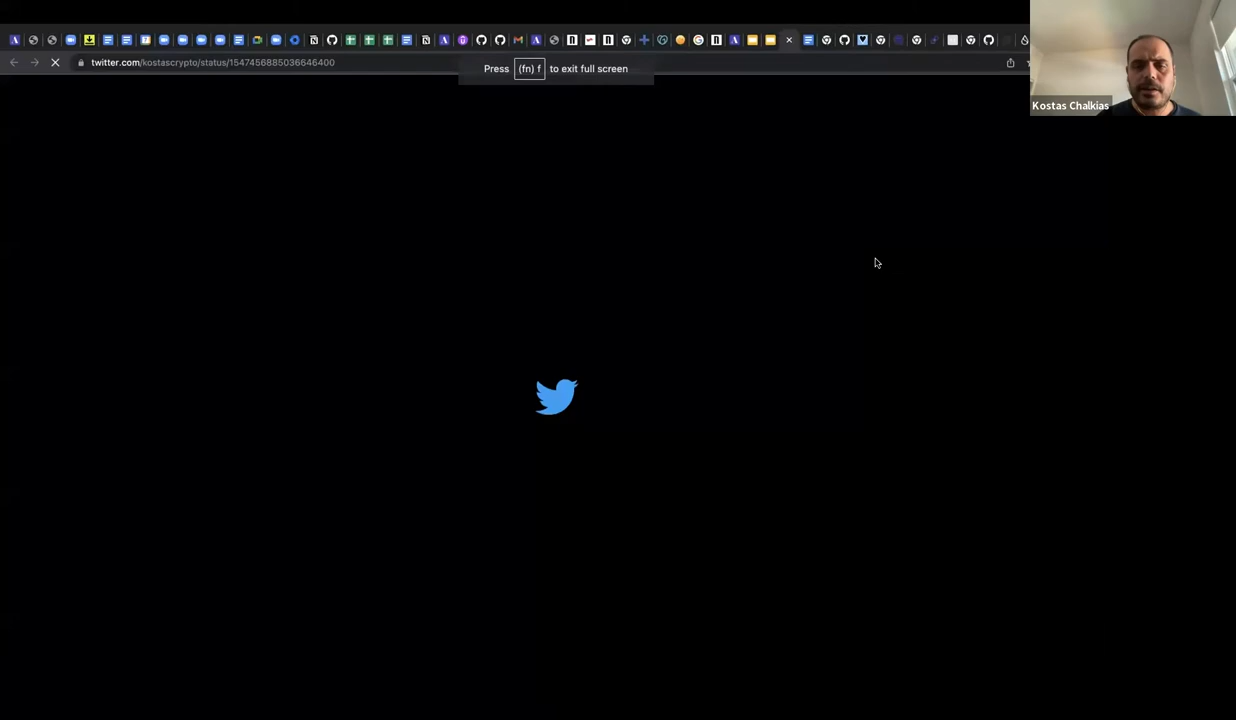 twitter.com/kostascrypto/status/1547456885036646400
Press (fn) f to exit full screen
Kostas Chalkias